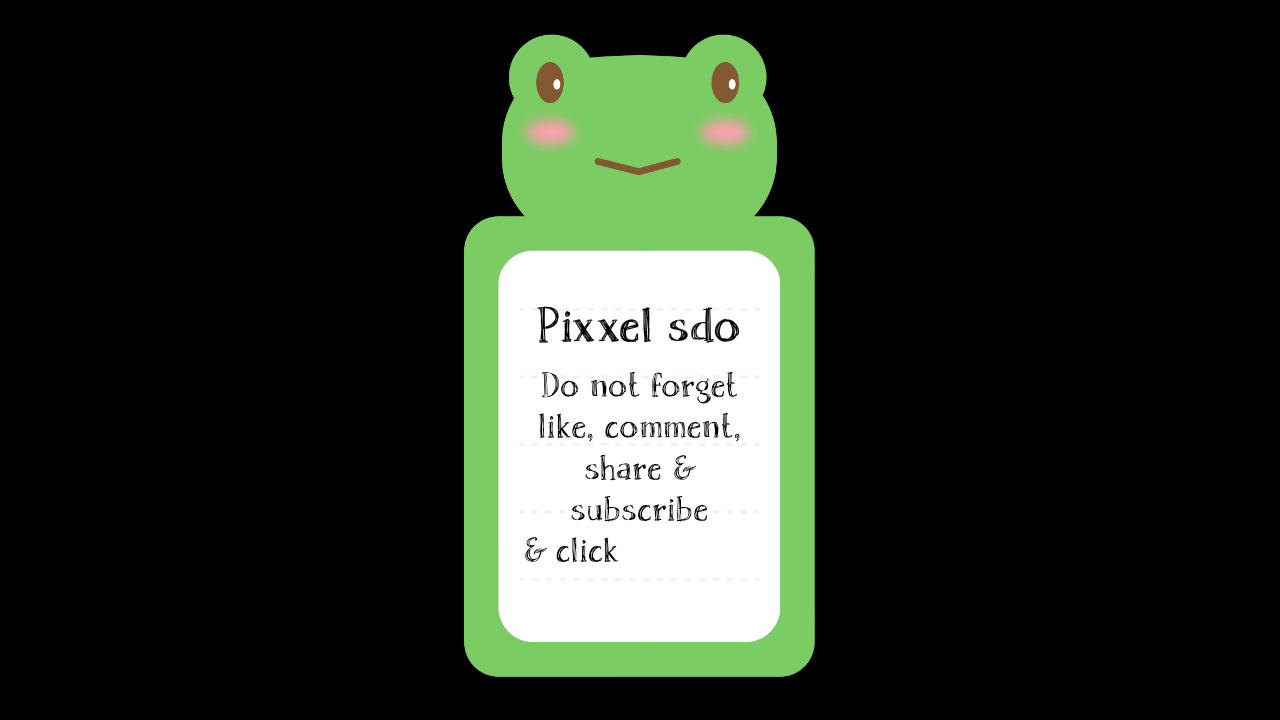 Pixxel sdo
Do not forget
like, comment,
share &
subscribe
& click